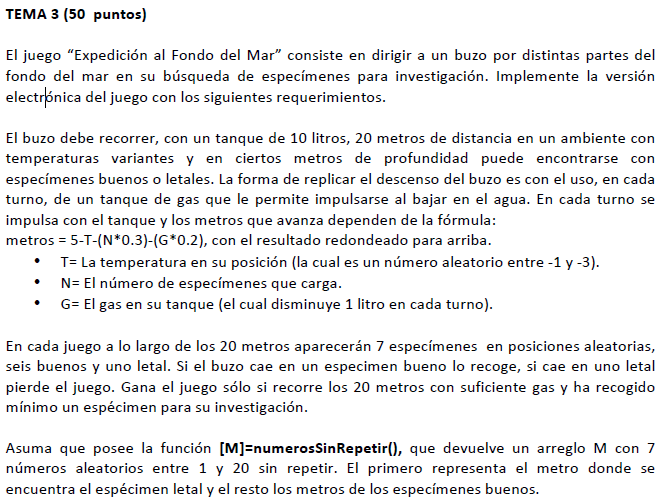 TEMA 3 (50 puntos)
El juego “Expedición al Fondo del Mar” consiste en dirigir a un buzo por distintas partes del
fondo del mar en su búsqueda de especímenes para investigación. Implemente la versión
electrónica del juego con los siguientes requerimientos.
El buzo debe recorrer, con un tanque de 10 litros, 20 metros de distancia en un ambiente con
temperaturas variantes y en ciertos metros de profundidad puede encontrarse con
especímenes buenos o letales. La forma de replicar el descenso del buzo es con el uso, en cada
turno, de un tanque de gas que le permite impulsarse al bajar en el agua. En cada turno se
impulsa con el tanque y los metros que avanza dependen de la fórmula:
metros = 5-T-(N*0.3)-(G*0.2), con el resultado redondeado para arriba.
• T= La temperatura en su posición (la cual es un número aleatorio entre -1 y -3).
• N= El número de especímenes que carga.
• G= El gas en su tanque (el cual disminuye 1 litro en cada turno).
En cada juego a lo largo de los 20 metros aparecerán 7 especímenes en posiciones aleatorias,
seis buenos y uno letal. Si el buzo cae en un especimen bueno lo recoge, si cae en uno letal
pierde el juego. Gana el juego sólo si recorre los 20 metros con suficiente gas y ha recogido
mínimo un espécimen para su investigación.
Asuma que posee la función [M]=numerosSinRepetir(), que devuelve un arreglo M con 7
números aleatorios entre 1 y 20 sin repetir. El primero representa el metro donde se
encuentra el espécimen letal y el resto los metros de los especímenes buenos.